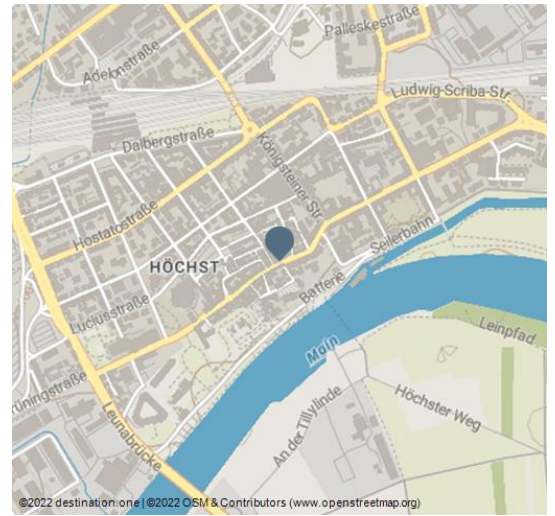 Palleskestraße
Adelonstraße
Ludwig-Scriba-Str.
Dalbergstraße
Königsteiner Str.
Hostatostraße
Seilerbahn
HÖCHST
Batterie
Luciusstraße
Leinpfad
Main
rüningstraße
Höchster Weg
An der Tillylinde
Leunabrücke
©2022 destination.one | ©2022 OSM & Contributors (www.openstreetmap.org)